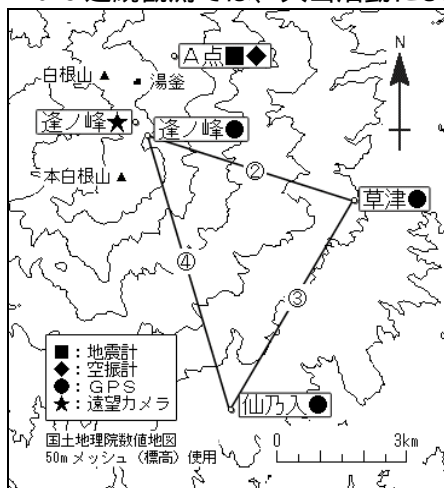 A点■◆
N
白根山▲
湯釜
逢ノ峰★
逢ノ峰●
②
本白根山▲
草津●
④
③
■：地震計
◆：空振計
●：ＧＰＳ
★：遠望カメラ
仙乃入●
国土地理院数値地図
50mメッシュ（標高）使用
0 3km